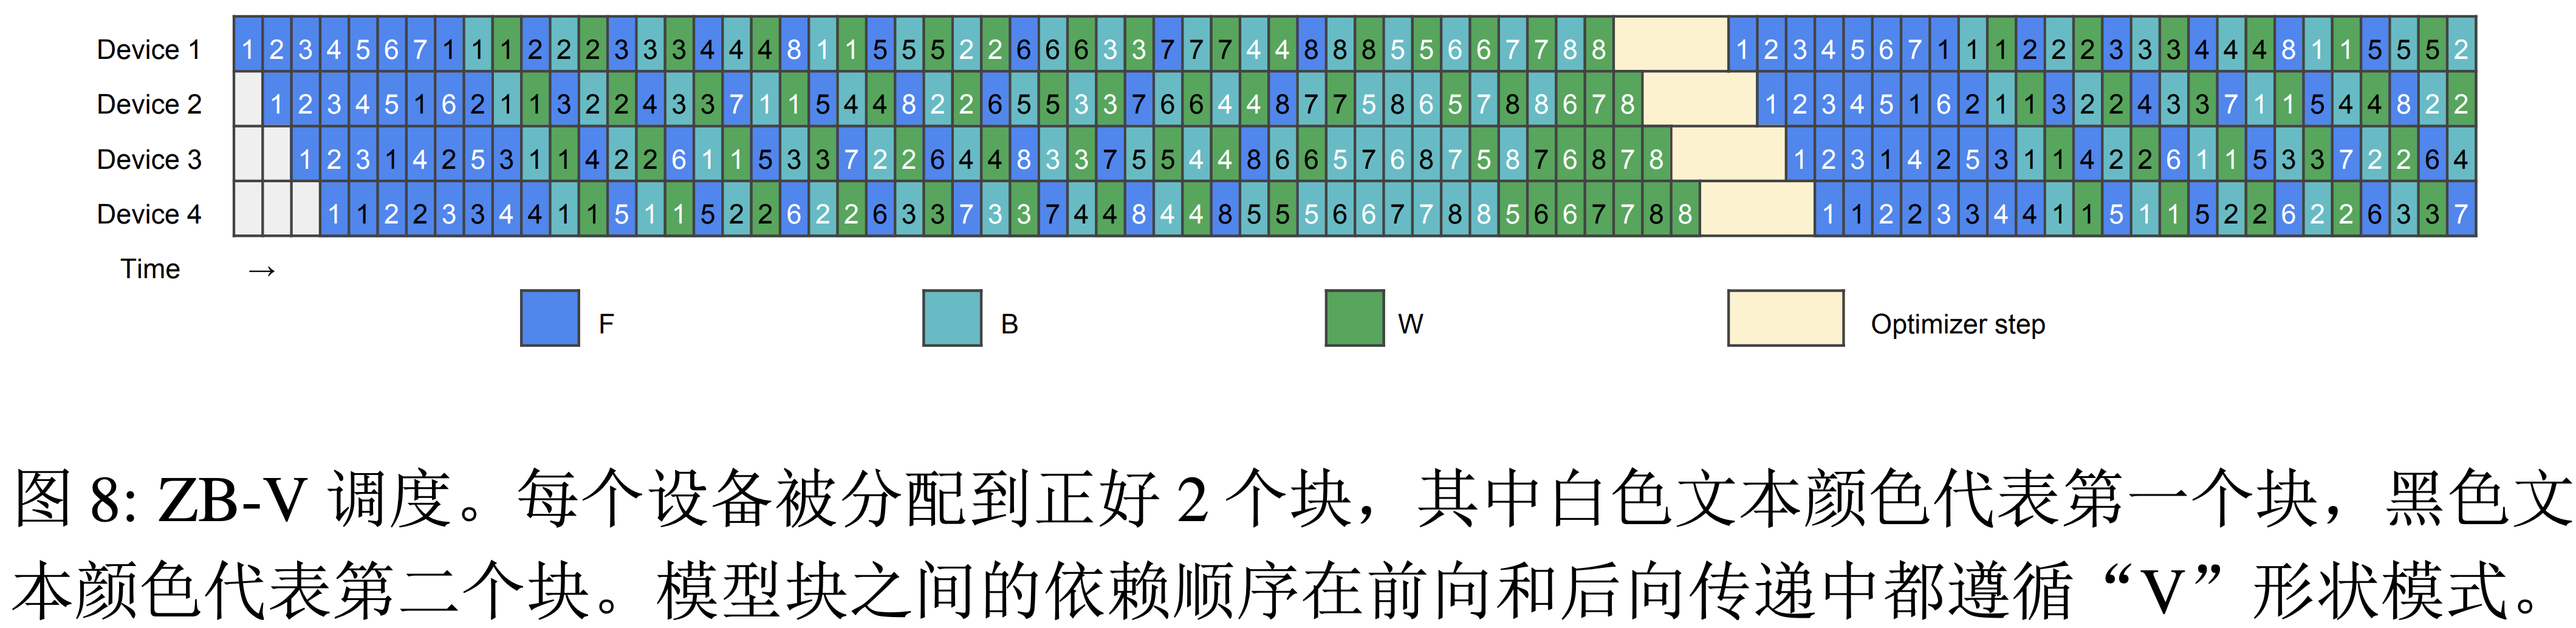 Device 1 1 2 3 4 5 6 7 1 1 1 2 2 2 3 3 3 4 4 4 8 1 1 5 5 5 2 2 6 6 6 3 3 7 7 7 4 4 8 8 8 5 5 6 6 7 7 8 8 1 2 3 4 5 6 7 1 1 1 2 2 2 3 3 3 4 4 4 8 1 1 5 5 5 2
Device 2 1 2 3 4 5 1 6 2 1 1 3 2 2 4 3 3 7 1 1 5 4 4 8 2 2 6 5 5 3 3 7 6 6 4 4 8 7 7 5 8 6 5 7 8 8 6 7 8 1 2 3 4 5 1 6 2 1 1 3 2 2 4 3 3 7 1 1 5 4 4 8 2 2
Device 3 1 2 3 1 4 2 5 3 1 1 4 2 2 6 1 1 5 3 3 7 2 2 6 4 4 8 3 3 7 5 5 4 4 8 6 6 5 7 6 8 7 5 8 7 6 8 7 8 1 2 3 1 4 2 5 3 1 1 4 2 2 6 1 1 5 3 3 7 2 2 6 4
Device 4 1 1 2 2 3 3 4 4 1 1 5 1 1 5 2 2 6 2 2 6 3 3 7 3 3 7 4 4 8 4 4 8 5 5 5 6 6 7 7 8 8 5 6 6 7 7 8 8 1 1 2 2 3 3 4 4 1 1 5 1 1 5 2 2 6 2 2 6 3 3 7
Time →
F B W Optimizer step
图 8: ZB-V 调度。每个设备被分配到正好 2 个块，其中白色文本颜色代表第一个块，黑色文
本颜色代表第二个块。模型块之间的依赖顺序在前向和后向传递中都遵循“V”形状模式。